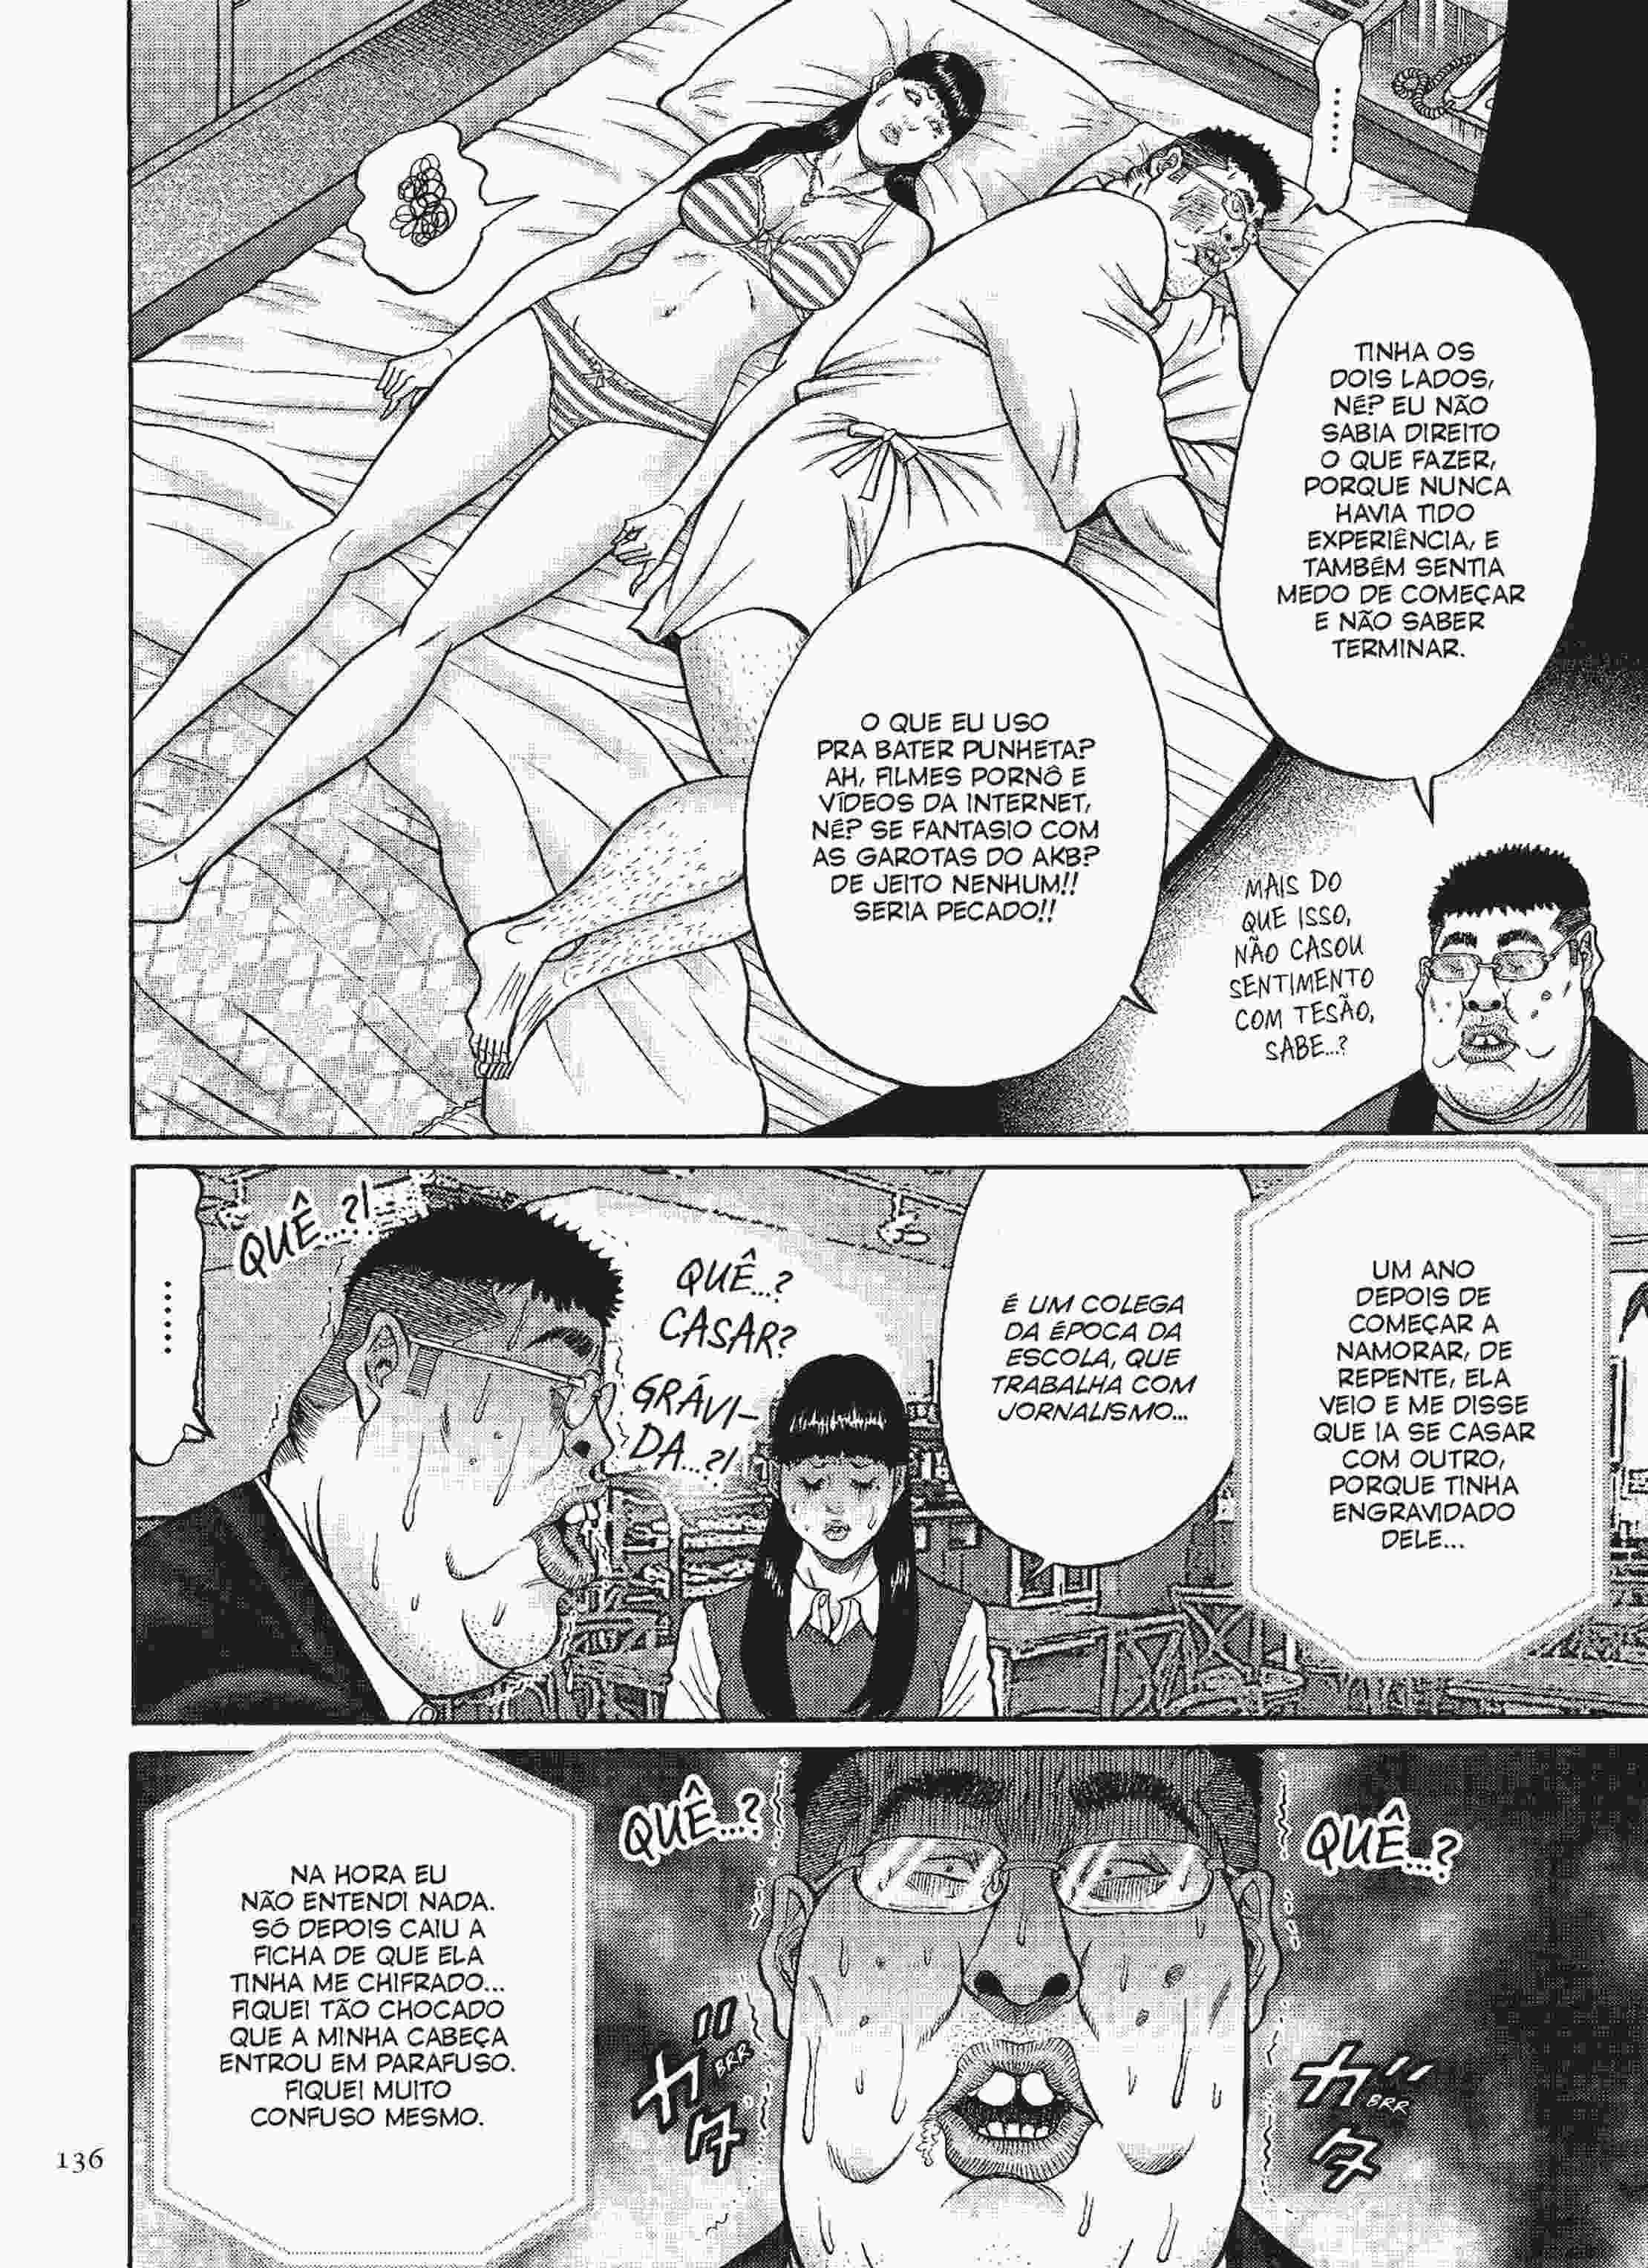 ......
TINHA OS
DOIS LADOS,
NÉ? EU NÃO
SABIA DIREITO
O QUE FAZER,
PORQUE NUNCA
HAVIA TIDO
EXPERIÊNCIA, E
TAMBÉM SENTIA
MEDO DE COMEÇAR
E NÃO SABER
TERMINAR.
O QUE EU USO
PRA BATER PUNHETA?
AH, FILMES PORNÔ E
VÍDEOS DA INTERNET,
NÉ? SE FANTASIO COM
AS GAROTAS DO AKB?
DE JEITO NENHUM!!
SERIA PECADO!!
MAIS DO
QUE ISSO,
NÃO CASOU
SENTIMENTO
COM TESÃO,
SABE...?
UM ANO
DEPOIS DE
COMEÇAR A
NAMORAR, DE
REPENTE, ELA
VEIO E ME DISSE
QUE IA SE CASAR
COM OUTRO,
PORQUE TINHA
ENGRAVIDADO
DELE...
É UM COLEGA
DA ÉPOCA DA
ESCOLA, QUE
TRABALHA COM
JORNALISMO...
QUÊ...?
CASAR?
GRÁVI-
DA...?!
QUÊ...?!
......
QUÊ...?
QUÊ...?
ガタ
BRR
ガタ
BRR
NA HORA EU
NÃO ENTENDI NADA.
SÓ DEPOIS CAIU A
FICHA DE QUE ELA
TINHA ME CHIFRADO...
FIQUEI TÃO CHOCADO
QUE A MINHA CABEÇA
ENTROU EM PARAFUSO.
FIQUEI MUITO
CONFUSO MESMO.
136